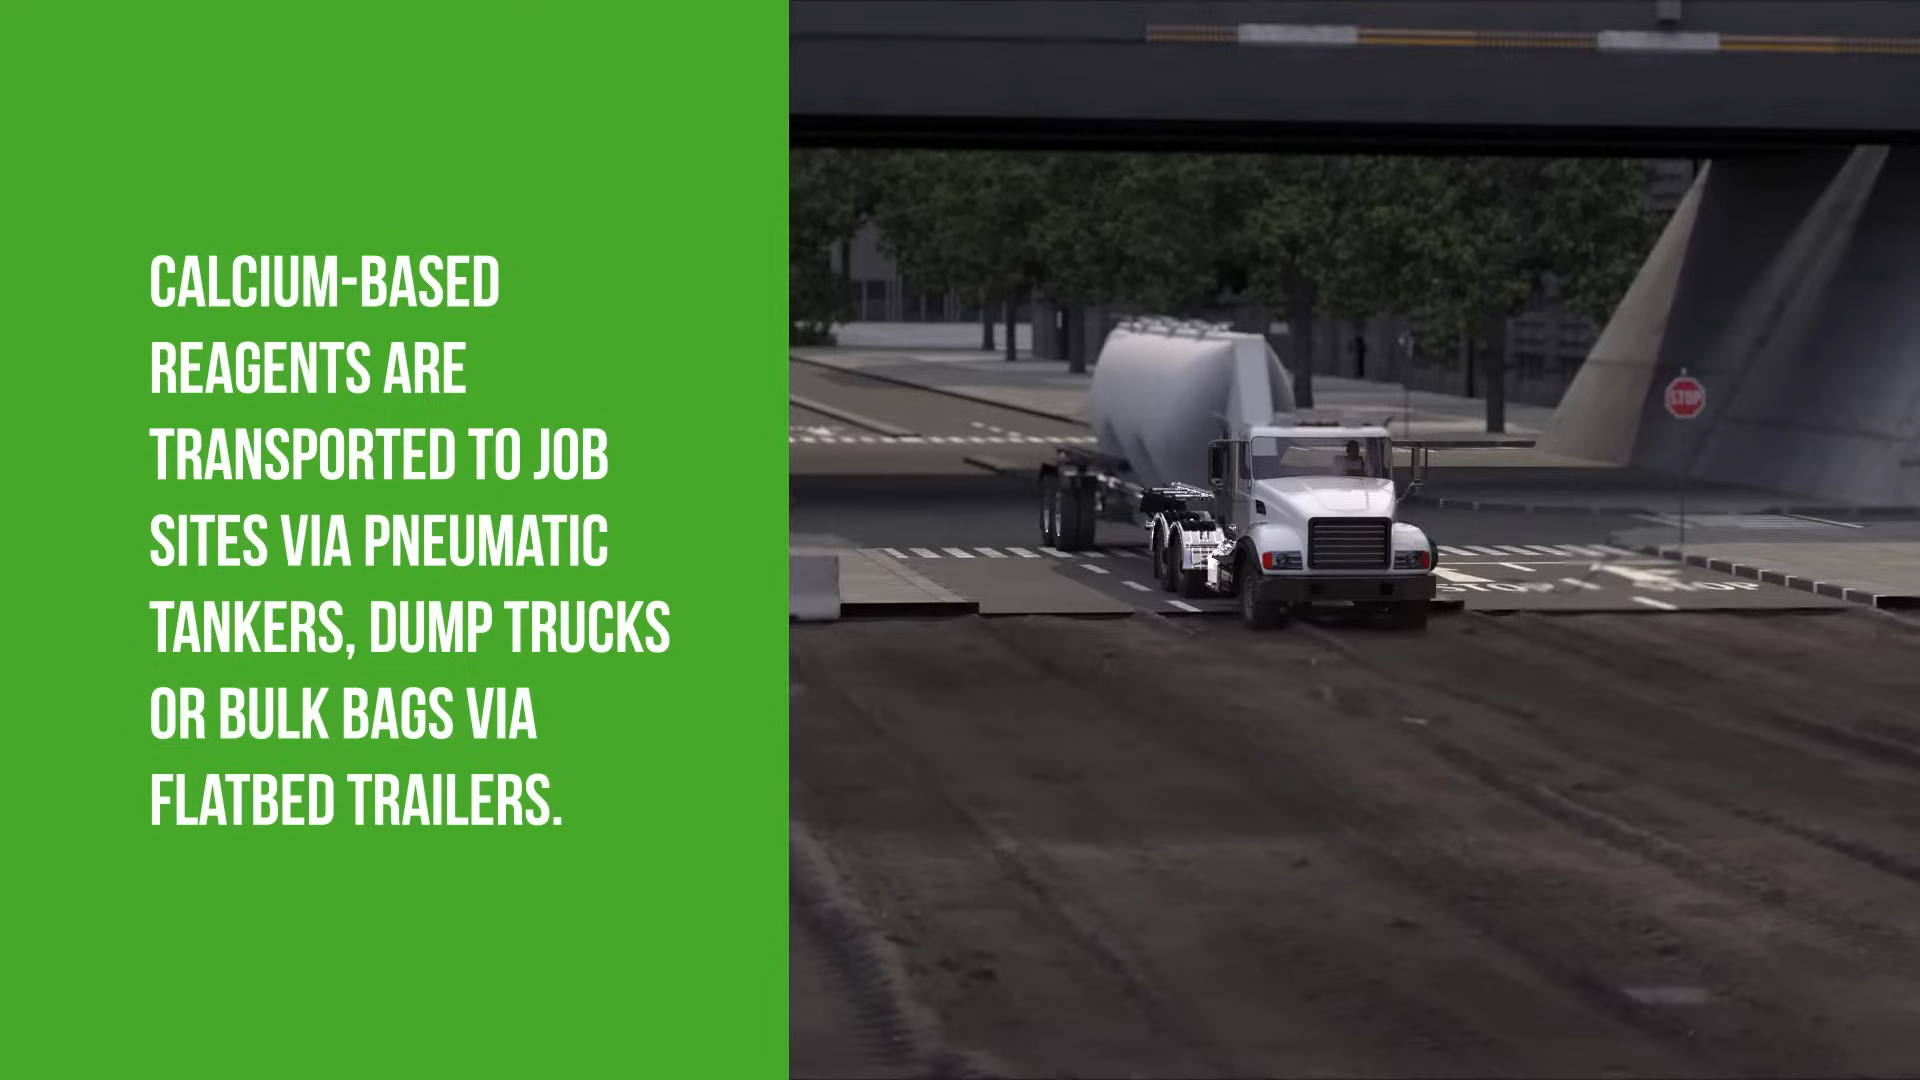 CALCIUM-BASED
REAGENTS ARE
TRANSPORTED TO JOB
SITES VIA PNEUMATIC
TANKERS, DUMP TRUCKS
OR BULK BAGS VIA
FLATBED TRAILERS.
STOP
STOP